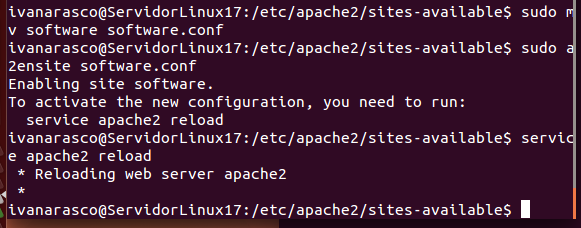 ivanarasco@ServidorLinux17:/etc/apache2/sites-available$ sudo m
v software software.conf
ivanarasco@ServidorLinux17:/etc/apache2/sites-available$ sudo a
2ensite software.conf
Enabling site software.
To activate the new configuration, you need to run:
  service apache2 reload
ivanarasco@ServidorLinux17:/etc/apache2/sites-available$ servic
e apache2 reload
 * Reloading web server apache2
 *
ivanarasco@ServidorLinux17:/etc/apache2/sites-available$